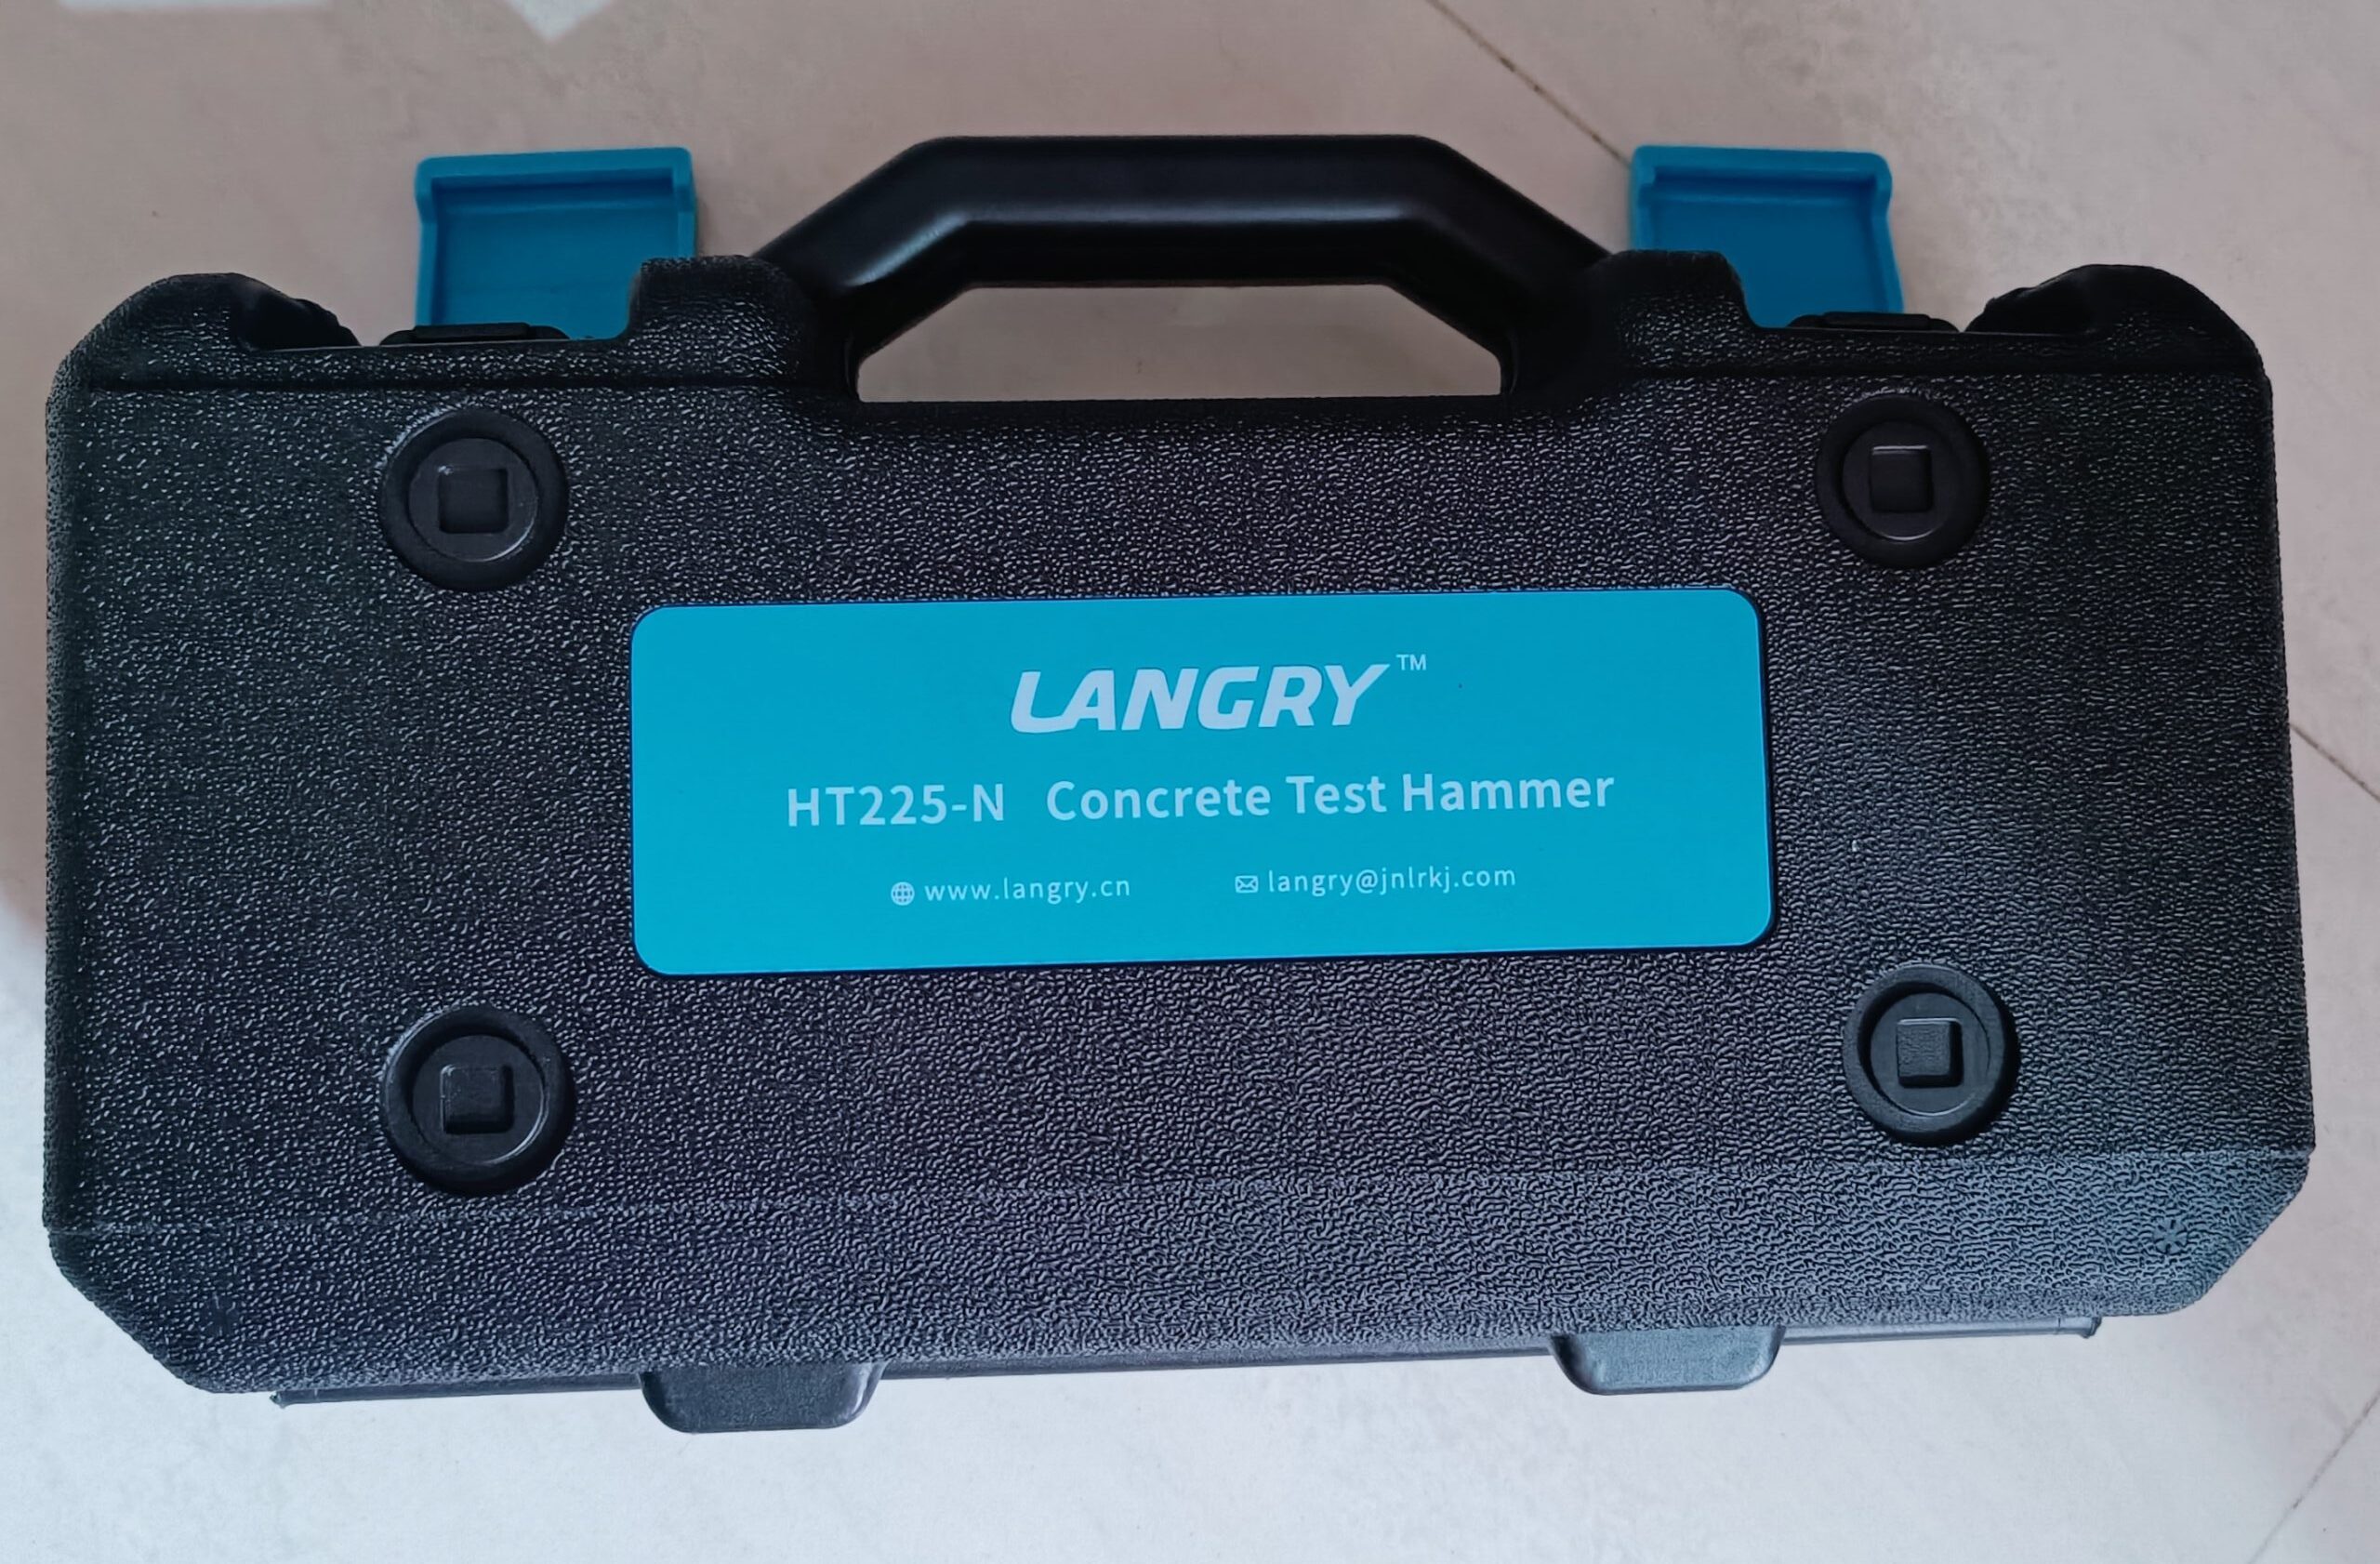 LANGRY™
HT225-N Concrete Test Hammer
www.langry.cn langry@jnlrkj.com